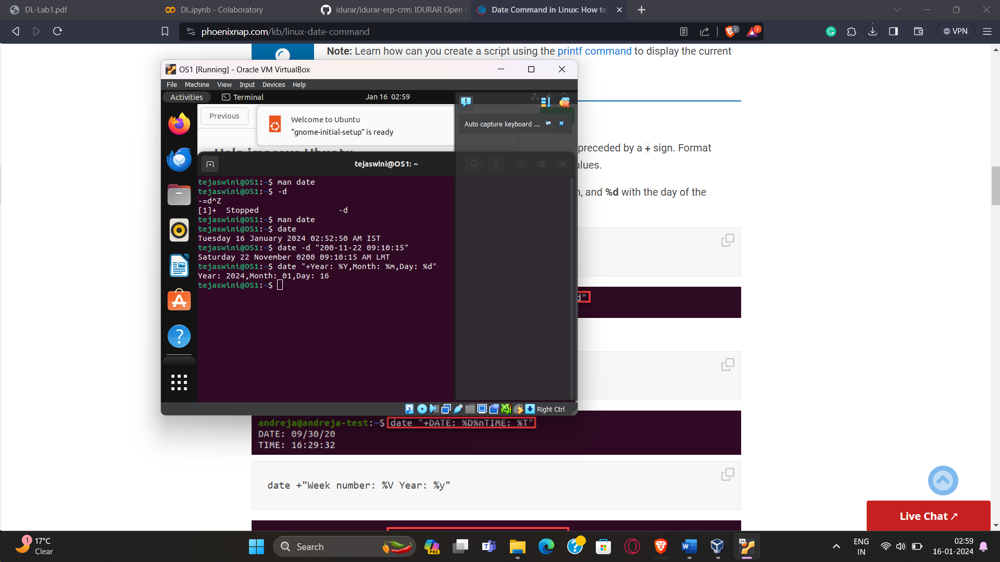 DL-Lab1.pdf
DL.ipynb - Colaboratory
idurar/idurar-erp-crm: IDURAR Open
Date Command in Linux: How to
phoenixnap.com/kb/linux-date-command
2
1
VPN
Note: Learn how can you create a script using the printf command to display the current
OS1 [Running] - Oracle VM VirtualBox
File Machine View Input Devices Help
Activities
Terminal
Jan 16 02:59
Previous
Welcome to Ubuntu
“gnome-initial-setup” is ready
Auto capture keyboard ...
Help improve Ubuntu
preceded by a + sign. Format
alues.
, and %d with the day of the
tejaswini@OS1: ~
tejaswini@OS1:~$ man date
tejaswini@OS1:~$ -d
-=d^Z
[1]+  Stopped                 -d
tejaswini@OS1:~$ man date
tejaswini@OS1:~$ date
Tuesday 16 January 2024 02:52:50 AM IST
tejaswini@OS1:~$ date -d "200-11-22 09:10:15"
Saturday 22 November 0200 09:10:15 AM LMT
tejaswini@OS1:~$ date "+Year: %Y,Month: %m,Day: %d"
Year: 2024,Month: 01,Day: 16
tejaswini@OS1:~$
d"
Right Ctrl
andreja@andreja-test:~$ date "+DATE: %D%nTIME: %T"
DATE: 09/30/20
TIME: 16:29:32
date +"Week number: %V Year: %y"
Live Chat
1
17°C
Clear
Search
PRE
64
ENG
IN
02:59
16-01-2024